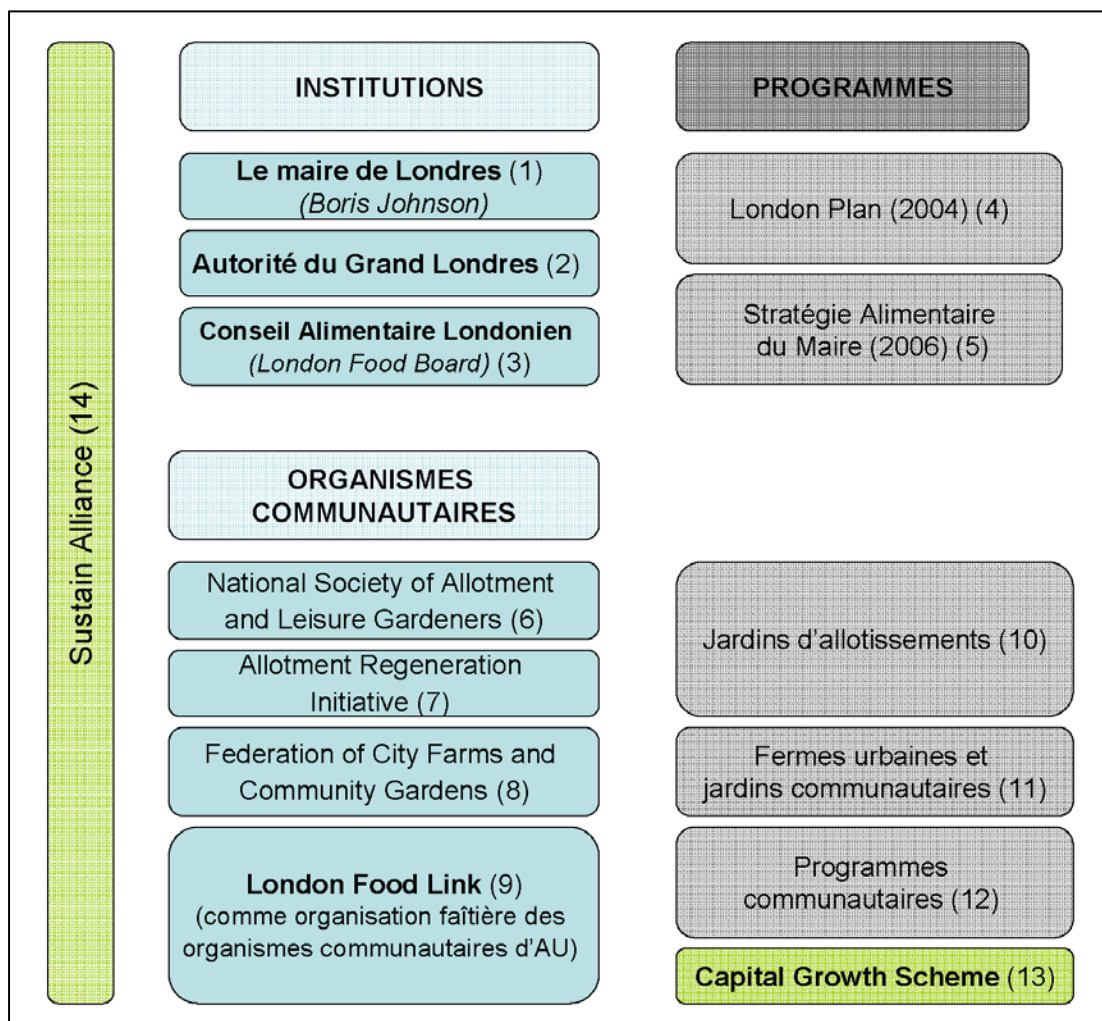 Sustain Alliance (14)
INSTITUTIONS
Le maire de Londres (1)
(Boris Johnson)
Autorité du Grand Londres (2)
Conseil Alimentaire Londonien
(London Food Board) (3)
PROGRAMMES
London Plan (2004) (4)
Stratégie Alimentaire
du Maire (2006) (5)
ORGANISMES
COMMUNAUTAIRES
National Society of Allotment
and Leisure Gardeners (6)
Allotment Regeneration
Initiative (7)
Federation of City Farms and
Community Gardens (8)
London Food Link (9)
(comme organisation faîtière des
organismes communautaires d'AU)
Jardins d'allotissements (10)
Fermes urbaines et
jardins communautaires (11)
Programmes
communautaires (12)
Capital Growth Scheme (13)